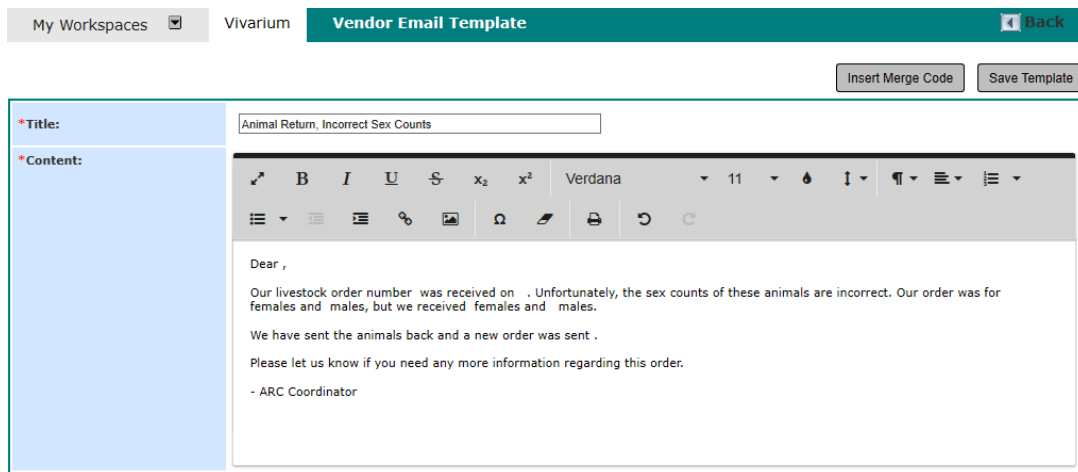 My Workspaces Vivarium Vendor Email Template Back
Insert Merge Code Save Template
*Title: Animal Return, Incorrect Sex Counts
*Content:
B I U S x₂ x² Verdana 11 ¶
Ω
Dear ,
Our livestock order number was received on . Unfortunately, the sex counts of these animals are incorrect. Our order was for
females and males, but we received females and males.
We have sent the animals back and a new order was sent .
Please let us know if you need any more information regarding this order.
- ARC Coordinator